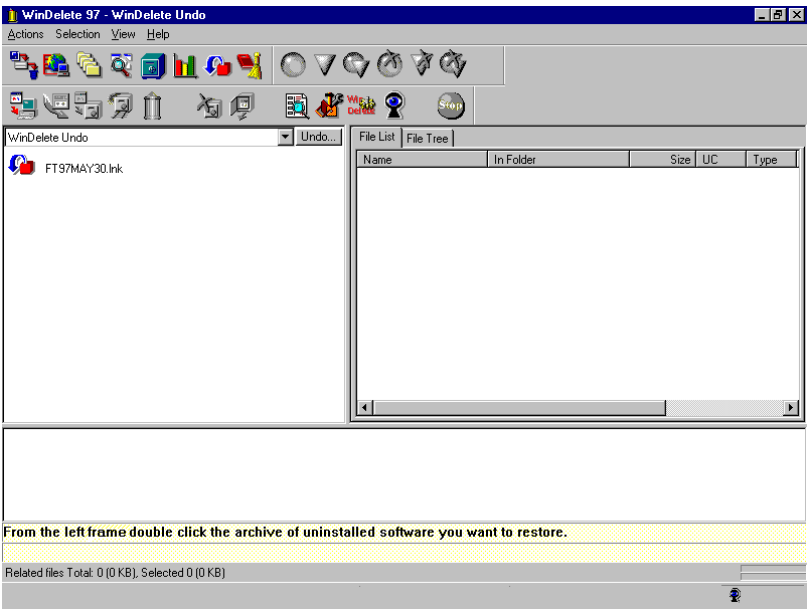 WinDelete 97 - WinDelete Undo
Actions Selection View Help
Win Delete
Stop
WinDelete Undo
Undo...
FT97MAY30.lnk
File List File Tree
Name In Folder Size UC Type
From the left frame double click the archive of uninstalled software you want to restore.
Related files Total: 0 (0 KB), Selected 0 (0 KB)